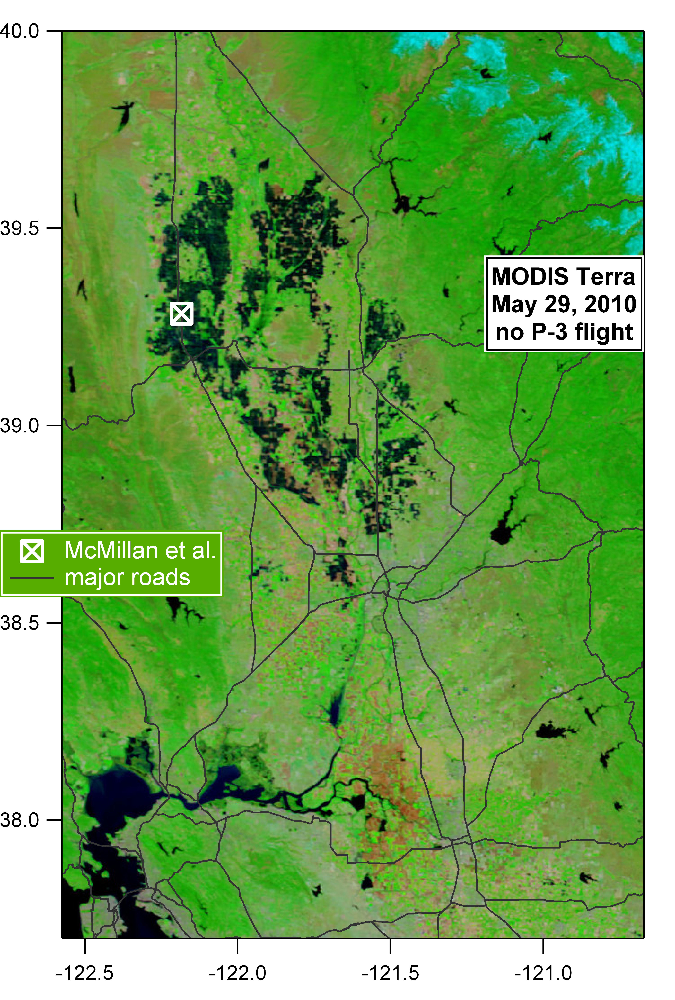 40.0
39.5
MODIS Terra
May 29, 2010
no P-3 flight
39.0
McMillan et al.
major roads
38.5
38.0
-122.5 -122.0 -121.5 -121.0